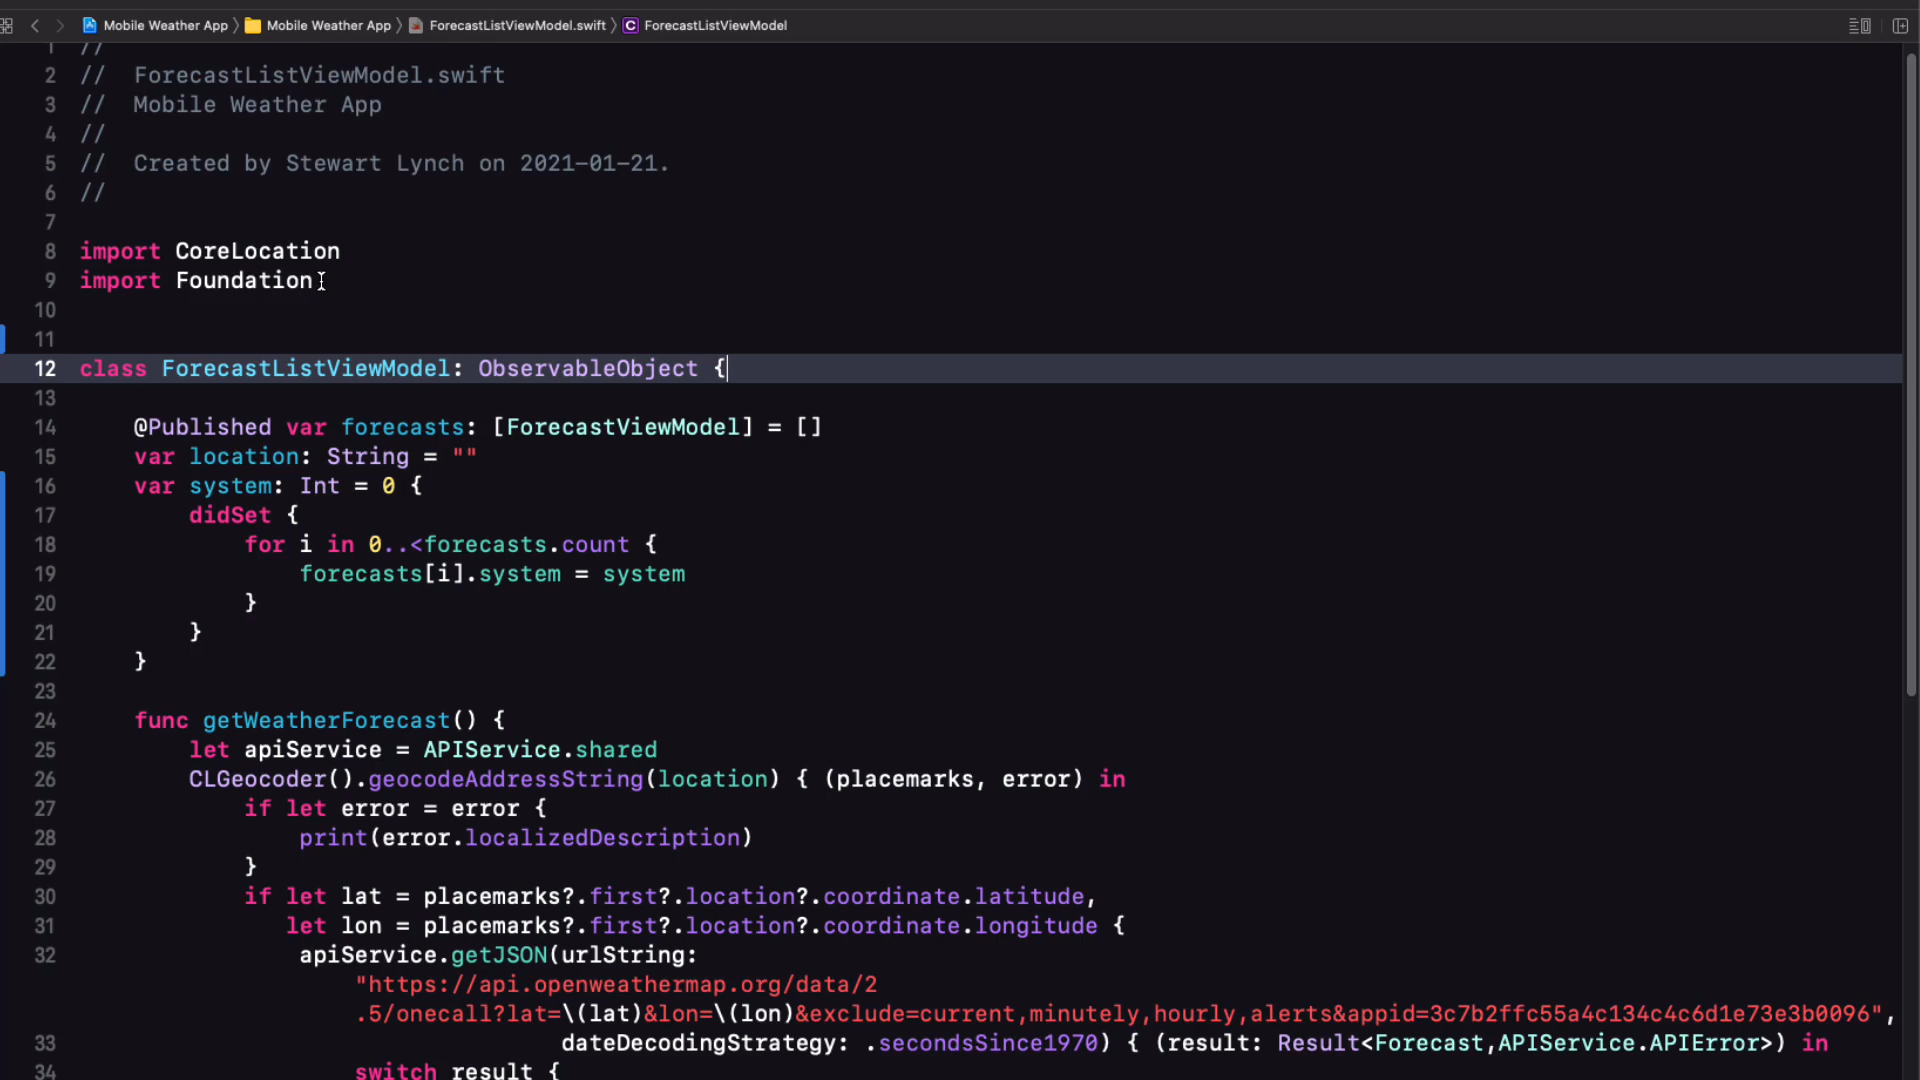 Mobile Weather App 〉 Mobile Weather App 〉 ForecastListViewModel.swift 〉 C ForecastListViewModel
1 //
2 //  ForecastListViewModel.swift
3 //  Mobile Weather App
4 //
5 //  Created by Stewart Lynch on 2021-01-21.
6 //
7
8 import CoreLocation
9 import Foundation
10
11
12 class ForecastListViewModel: ObservableObject {
13
14     @Published var forecasts: [ForecastViewModel] = []
15     var location: String = ""
16     var system: Int = 0 {
17         didSet {
18             for i in 0..<forecasts.count {
19                 forecasts[i].system = system
20             }
21         }
22     }
23
24     func getWeatherForecast() {
25         let apiService = APIService.shared
26         CLGeocoder().geocodeAddressString(location) { (placemarks, error) in
27             if let error = error {
28                 print(error.localizedDescription)
29             }
30             if let lat = placemarks?.first?.location?.coordinate.latitude,
31                let lon = placemarks?.first?.location?.coordinate.longitude {
32                 apiService.getJSON(urlString:
"https://api.openweathermap.org/data/2
.5/onecall?lat=\(lat)&lon=\(lon)&exclude=current,minutely,hourly,alerts&appid=3c7b2ffc55a4c134c4c6d1e73e3b0096",
33 dateDecodingStrategy: .secondsSince1970) { (result: Result<Forecast,APIService.APIError>) in
34 switch result {